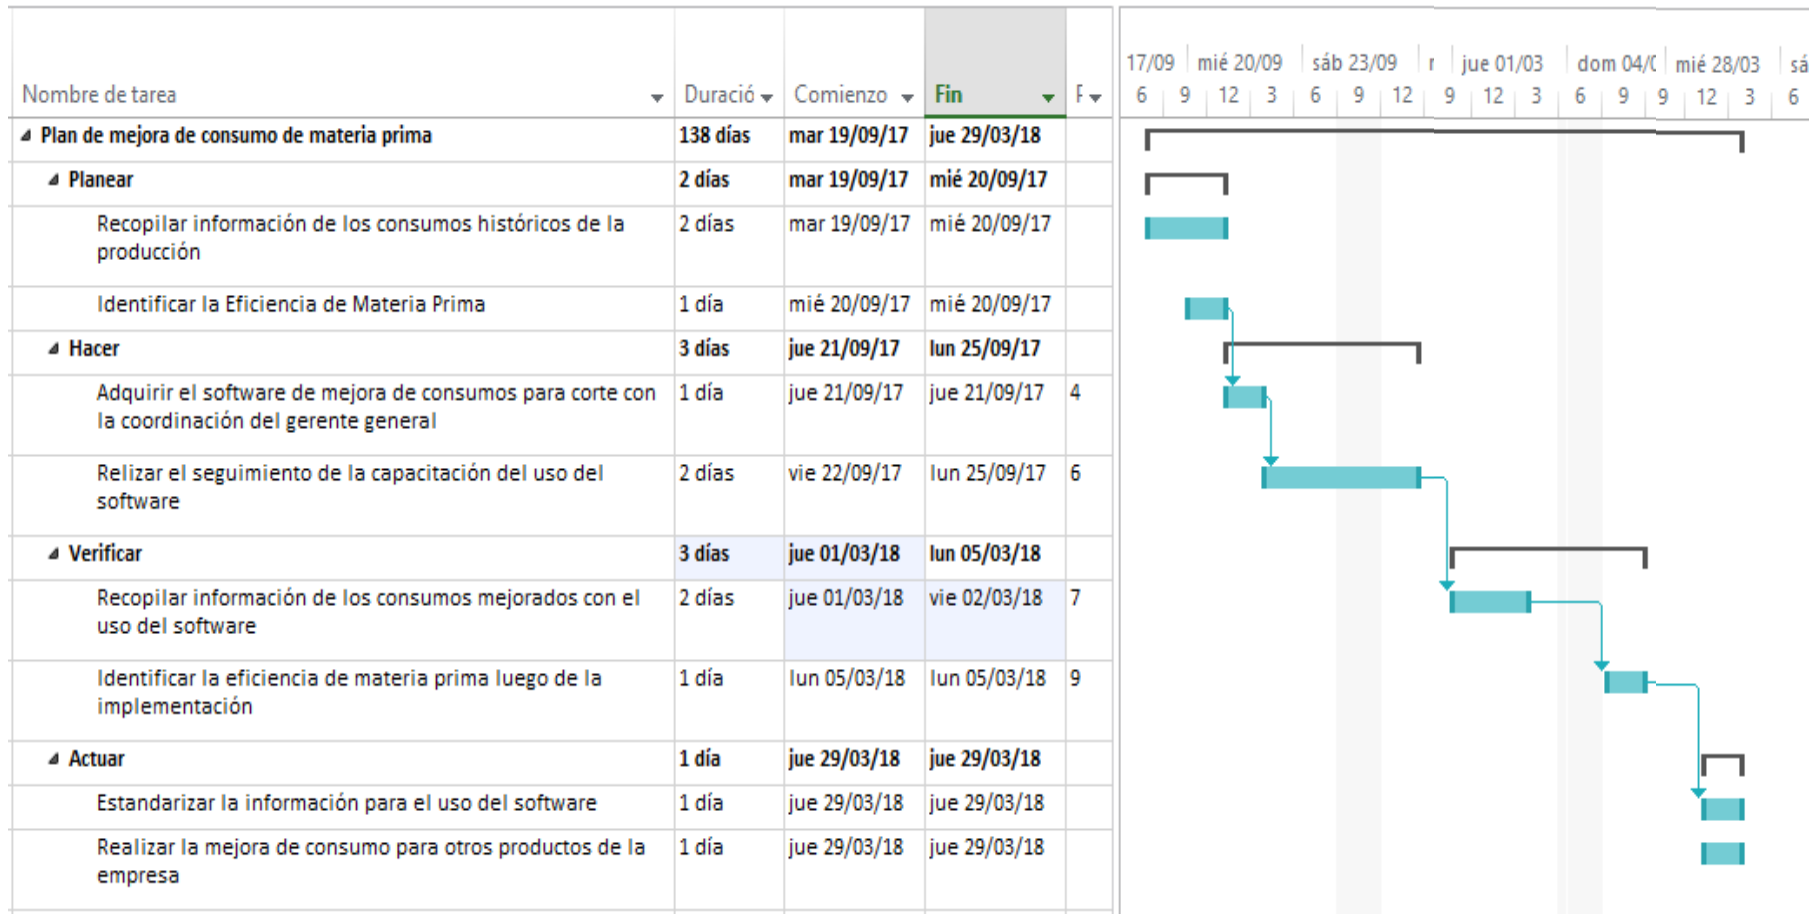 17/09 mié 20/09 sáb 23/09 r jue 01/03 dom 04/0 mié 28/03 sá
Nombre de tarea Duració Comienzo Fin F 6 9 12 3 6 9 12 9 12 3 6 9 9 12 3 6
Plan de mejora de consumo de materia prima 138 días mar 19/09/17 jue 29/03/18
Planear 2 días mar 19/09/17 mié 20/09/17
Recopilar información de los consumos históricos de la 2 días mar 19/09/17 mié 20/09/17
producción
Identificar la Eficiencia de Materia Prima 1 día mié 20/09/17 mié 20/09/17
Hacer 3 días jue 21/09/17 lun 25/09/17
Adquirir el software de mejora de consumos para corte con 1 día jue 21/09/17 jue 21/09/17 4
la coordinación del gerente general
Relizar el seguimiento de la capacitación del uso del 2 días vie 22/09/17 lun 25/09/17 6
software
Verificar 3 días jue 01/03/18 lun 05/03/18
Recopilar información de los consumos mejorados con el 2 días jue 01/03/18 vie 02/03/18 7
uso del software
Identificar la eficiencia de materia prima luego de la 1 día lun 05/03/18 lun 05/03/18 9
implementación
Actuar 1 día jue 29/03/18 jue 29/03/18
Estandarizar la información para el uso del software 1 día jue 29/03/18 jue 29/03/18
Realizar la mejora de consumo para otros productos de la 1 día jue 29/03/18 jue 29/03/18
empresa